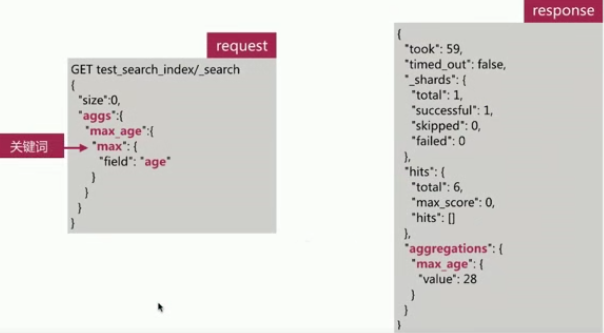 request
GET test_search_index/_search
{
"size":0,
"aggs":{
"max_age":{
关键词
"max": {
"field": "age"
}
}
}
}
response
{
"took": 59,
"timed_out": false,
"_shards": {
"total": 1,
"successful": 1,
"skipped": 0,
"failed": 0
},
"hits": {
"total": 6,
"max_score": 0,
"hits": []
},
"aggregations": {
"max_age": {
"value": 28
}
}
}